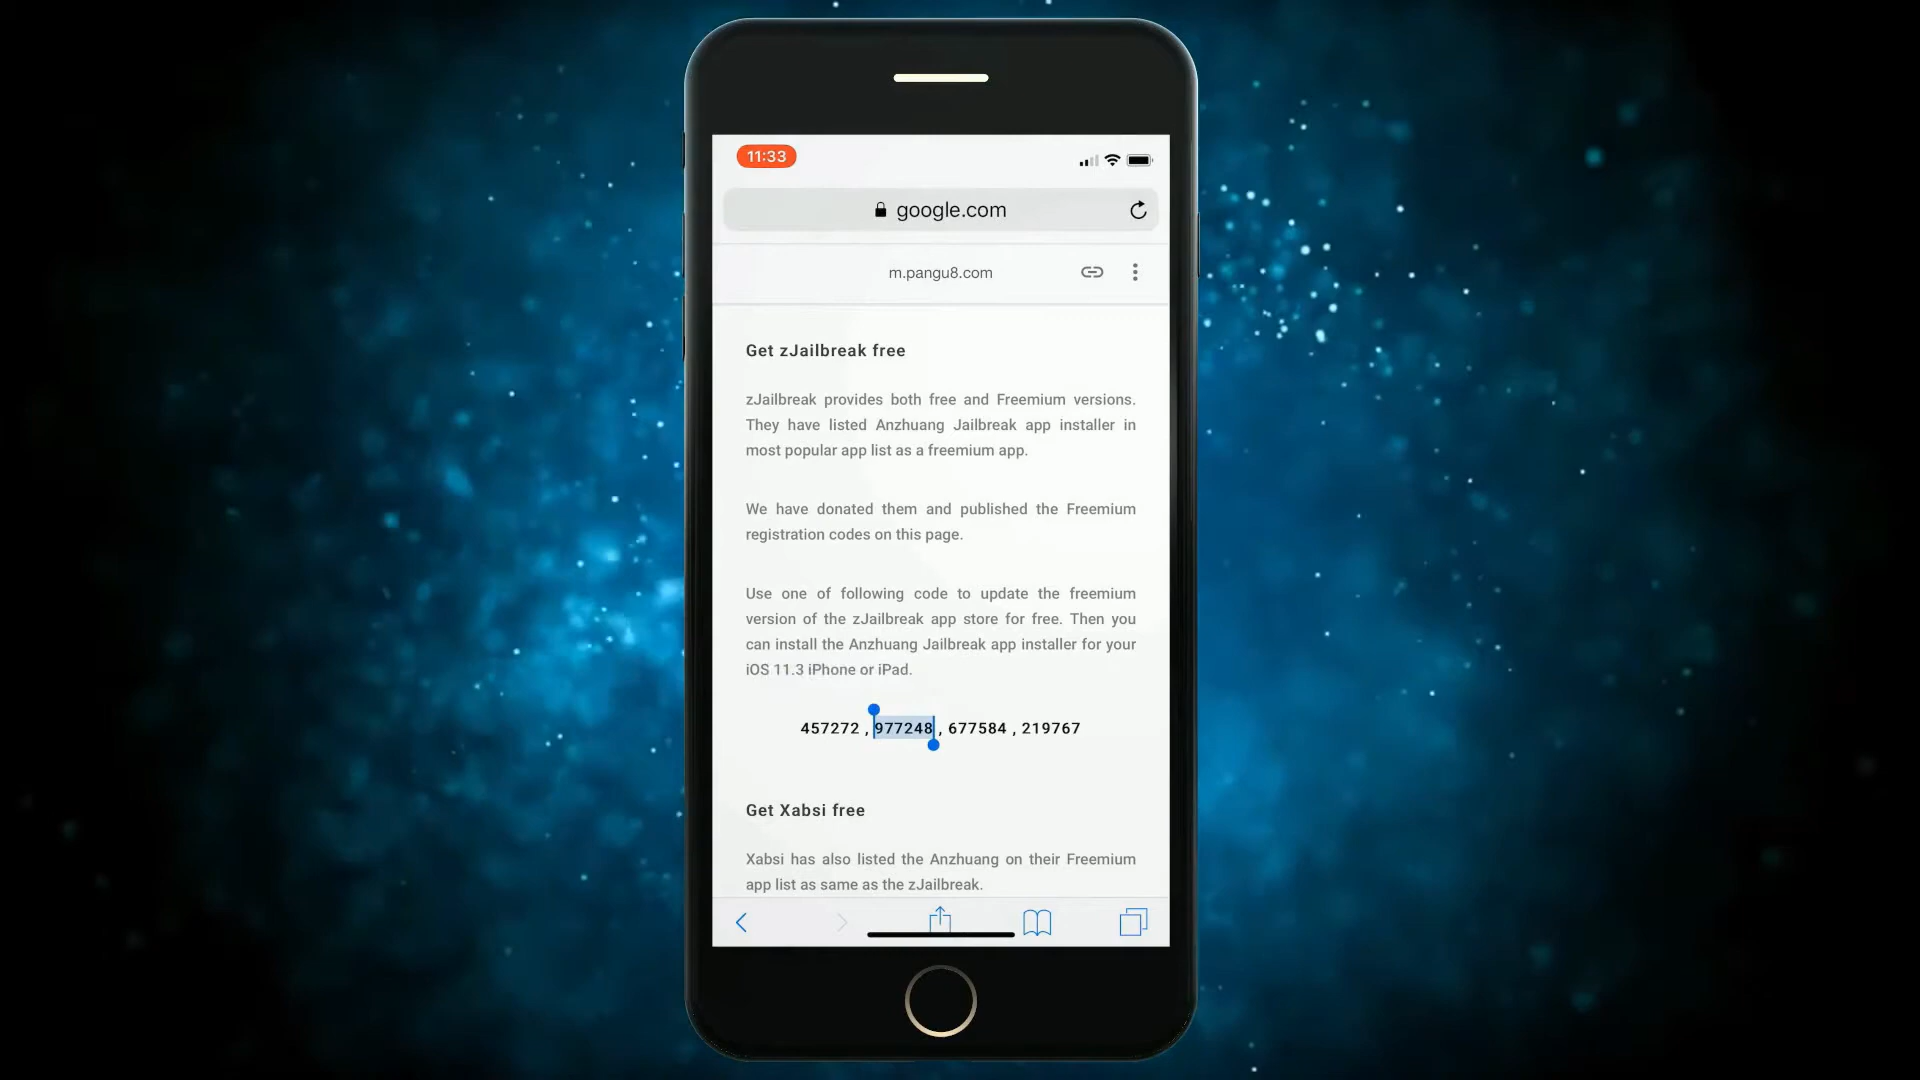 11:33
google.com
m.pangu8.com
Get zJailbreak free
zJailbreak provides both free and Freemium versions.
They have listed Anzhuang Jailbreak app installer in
most popular app list as a freemium app.
We have donated them and published the Freemium
registration codes on this page.
Use one of following code to update the freemium
version of the zJailbreak app store for free. Then you
can install the Anzhuang Jailbreak app installer for your
iOS 11.3 iPhone or iPad.
457272 , 977248 , 677584 , 219767
Get Xabsi free
Xabsi has also listed the Anzhuang on their Freemium
app list as same as the zJailbreak.